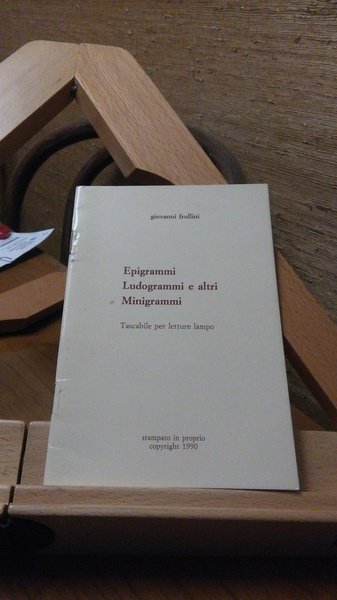 giovanni frullini
Epigrammi
Ludogrammi e altri
Minigrammi
Tascabile per letture lampo
stampato in proprio
copyright 1990